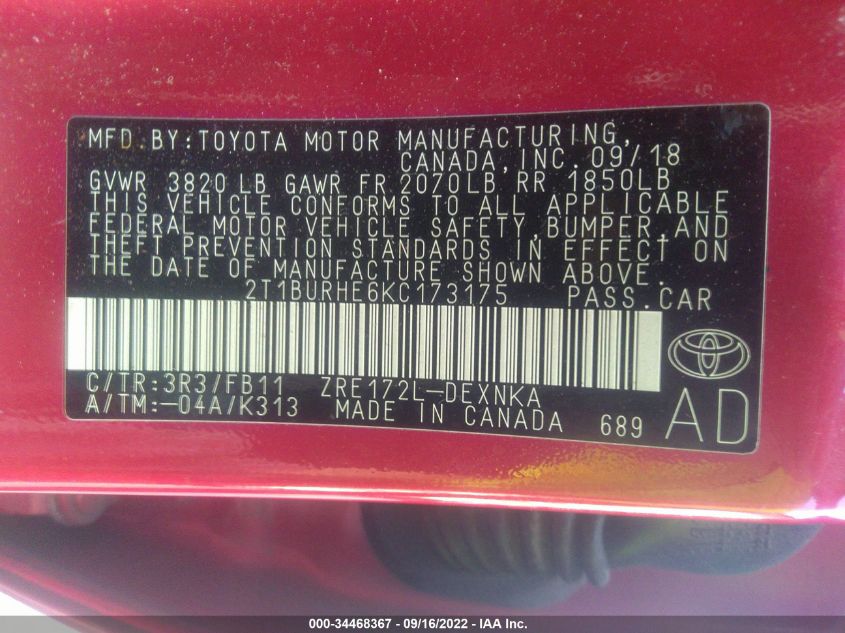 MFD.BY:TOYOTA MOTOR MANUFACTURING,
CANADA,INC.09/18
GVWR 3820 LB GAWR FR 2070LB RR 1850LB
THIS VEHICLE CONFORMS TO ALL APPLICABLE
FEDERAL MOTOR VEHICLE SAFETY,BUMPER,AND
THEFT PREVENTION STANDARDS IN EFFECT ON
THE DATE OF MANUFACTURE SHOWN ABOVE.
2T1BURHE6KC173175 PASS.CAR
C/TR:3R3/FB11 ZRE172L-DEXNKA
A/TM:-04A/K313 MADE IN CANADA 689 AD
000-34468367 - 09/16/2022 - IAA Inc.